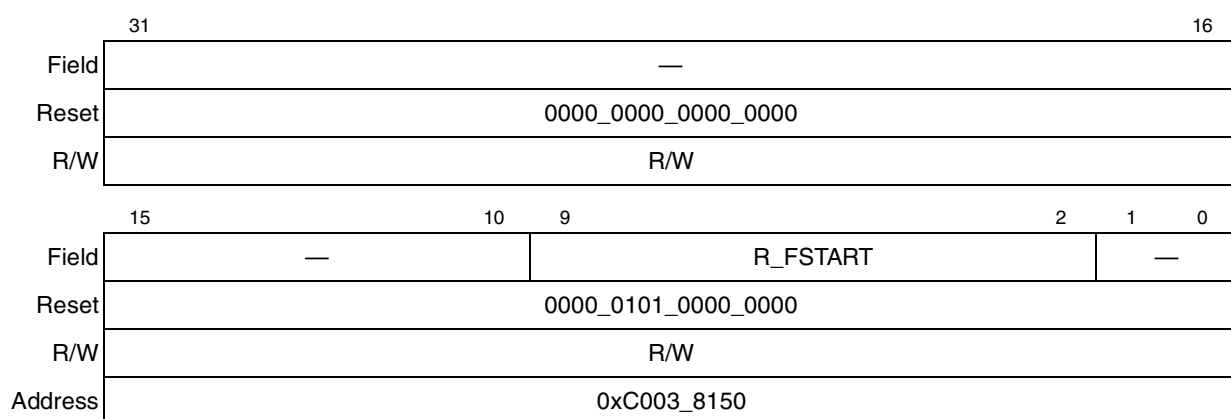 31 16
Field —
Reset 0000_0000_0000_0000
R/W R/W
15 10 9 2 1 0
Field — R_FSTART —
Reset 0000_0101_0000_0000
R/W R/W
Address 0xC003_8150